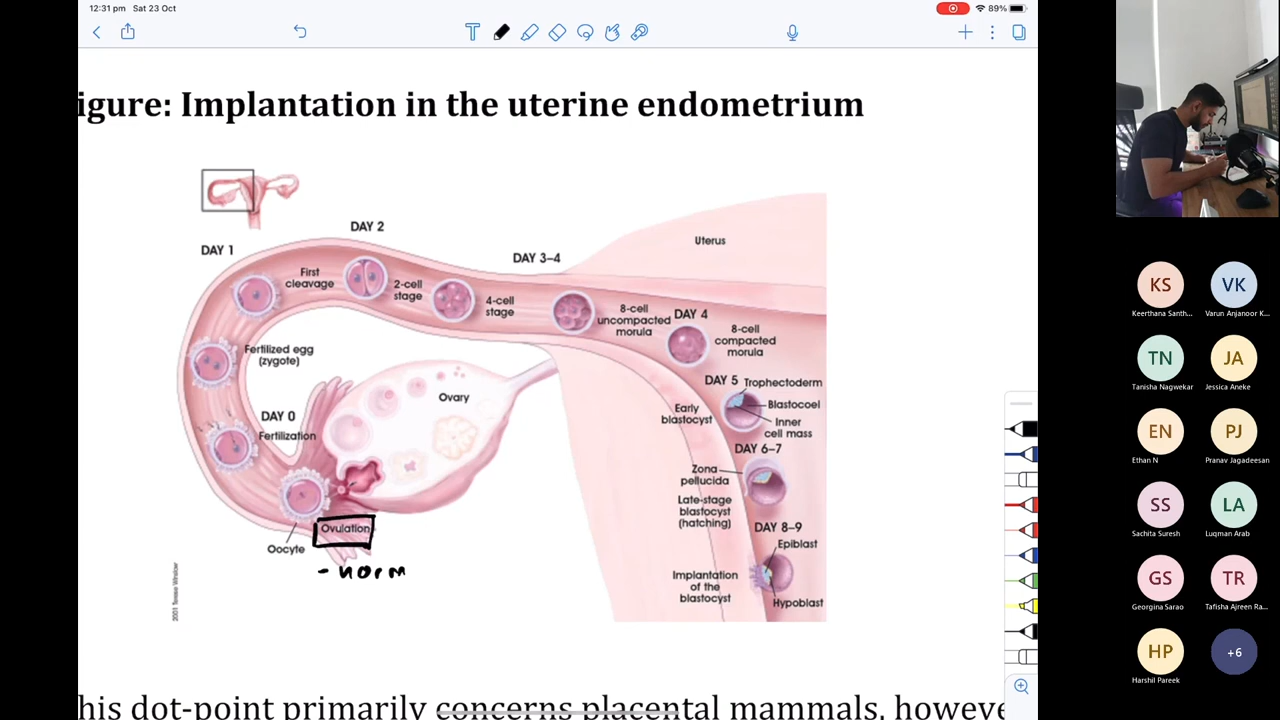 12:31 pm Sat 23 Oct
89%
igure: Implantation in the uterine endometrium
DAY 1
DAY 2
DAY 3–4
Uterus
First
cleavage
2-cell
stage
4-cell
stage
8-cell
uncompacted
morula
DAY 4
8-cell
compacted
morula
Fertilized egg
(zygote)
DAY 0
Fertilization
Ovary
DAY 5
Trophectoderm
Early
blastocyst
Blastocoel
Inner
cell mass
DAY 6–7
Zona
pellucida
Late-stage
blastocyst
(hatching)
DAY 8–9
Epiblast
Implantation
of the
blastocyst
Hypoblast
Ovulation
Oocyte
- norm
2001 Terese Winslow
his dot-point primarily concerns placental mammals, howeve
KS
Keerthana Santh...
VK
Varun Anjanoor K...
TN
Tanisha Nagwekar
JA
Jessica Aneke
EN
Ethan N
PJ
Pranav Jagadeesan
SS
Sachita Suresh
LA
Luqman Arab
GS
Georgina Sarao
TR
Tafisha Ajreen Ra...
HP
Harshil Pareek
+6